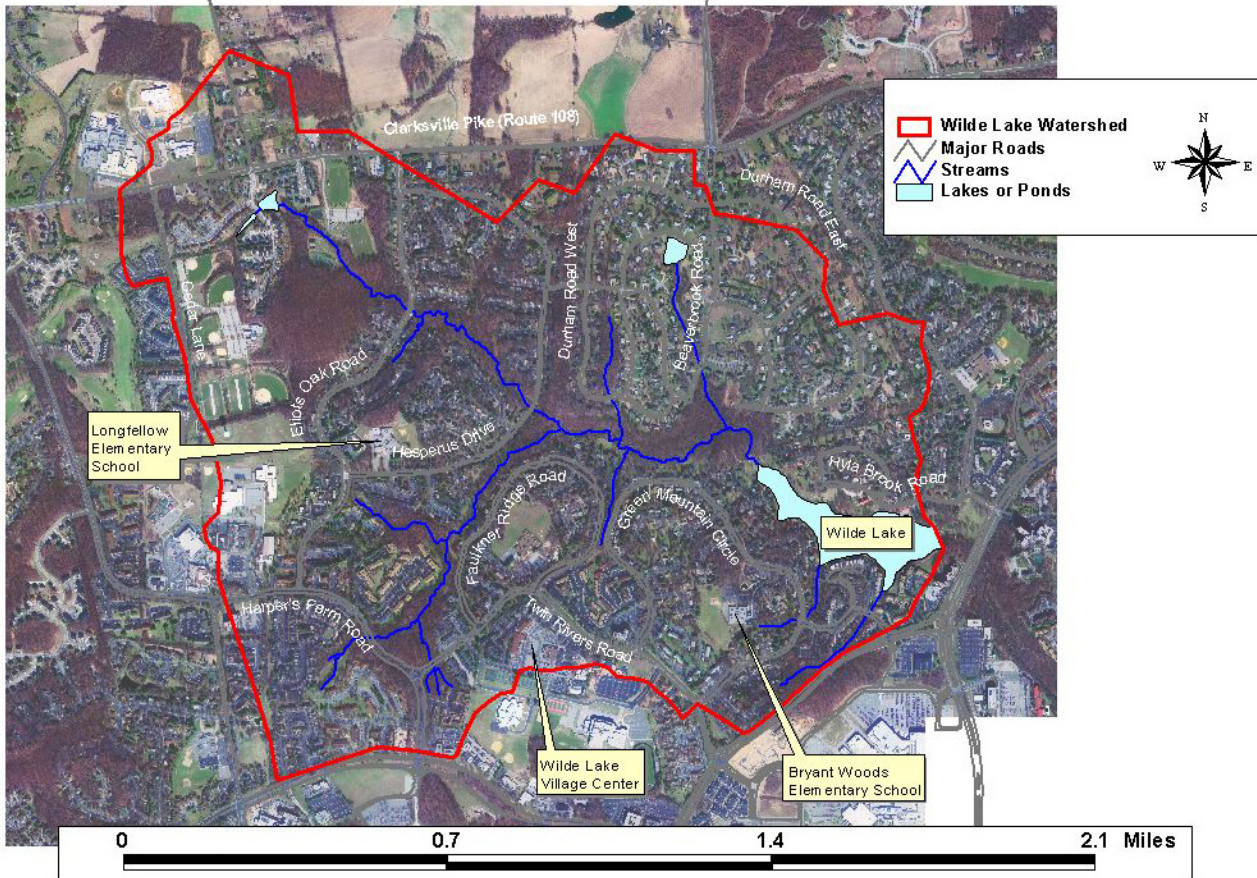 Clarksville Pike (Route 108)
Wilde Lake Watershed
Major Roads
Streams
Lakes or Ponds
N
W
E
S
Durham Road East
Durham Road West
Beaverbrook Road
Cedar Lane
Eliots Oak Road
Longfellow
Elementary
School
Hesperus Drive
Hyla Brook Road
Faulkner Ridge Road
Green Mountain Circle
Wilde Lake
Harper's Farm Road
Twin Rivers Road
Wilde Lake
Village Center
Bryant Woods
Elementary School
0
0.7
1.4
2.1 Miles